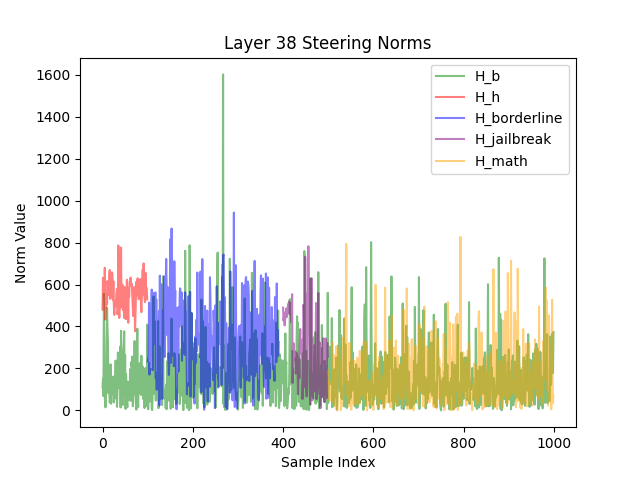 Layer 38 Steering Norms
H_b
H_h
H_borderline
H_jailbreak
H_math
Norm Value
1600
1400
1200
1000
800
600
400
200
0
0 200 400 600 800 1000
Sample Index